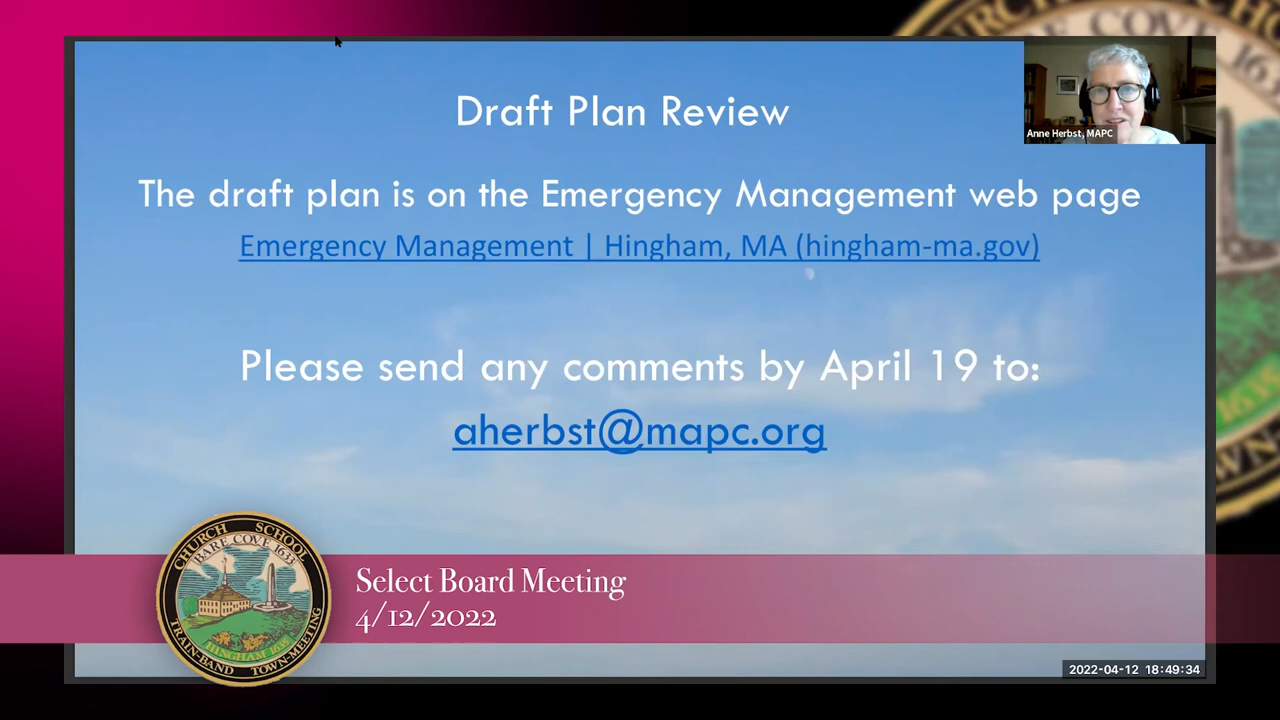 Draft Plan Review
Anne Herbst, MAPC
The draft plan is on the Emergency Management web page
Emergency Management | Hingham, MA (hingham-ma.gov)
Please send any comments by April 19 to:
aherbst@mapc.org
CHURCH SCHOOL
BARE COVE 1633
HINGHAM 1635
TRAIN-BAND TOWN-MEETING
Select Board Meeting
4/12/2022
2022-04-12 18:49:34